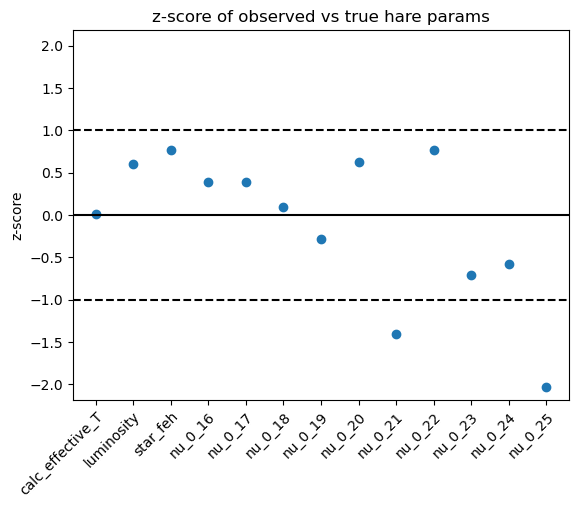 z-score of observed vs true hare params
z-score
2.0
1.5
1.0
0.5
0.0
−0.5
−1.0
−1.5
−2.0
calc_effective_T
luminosity
star_feh
nu_0_16
nu_0_17
nu_0_18
nu_0_19
nu_0_20
nu_0_21
nu_0_22
nu_0_23
nu_0_24
nu_0_25